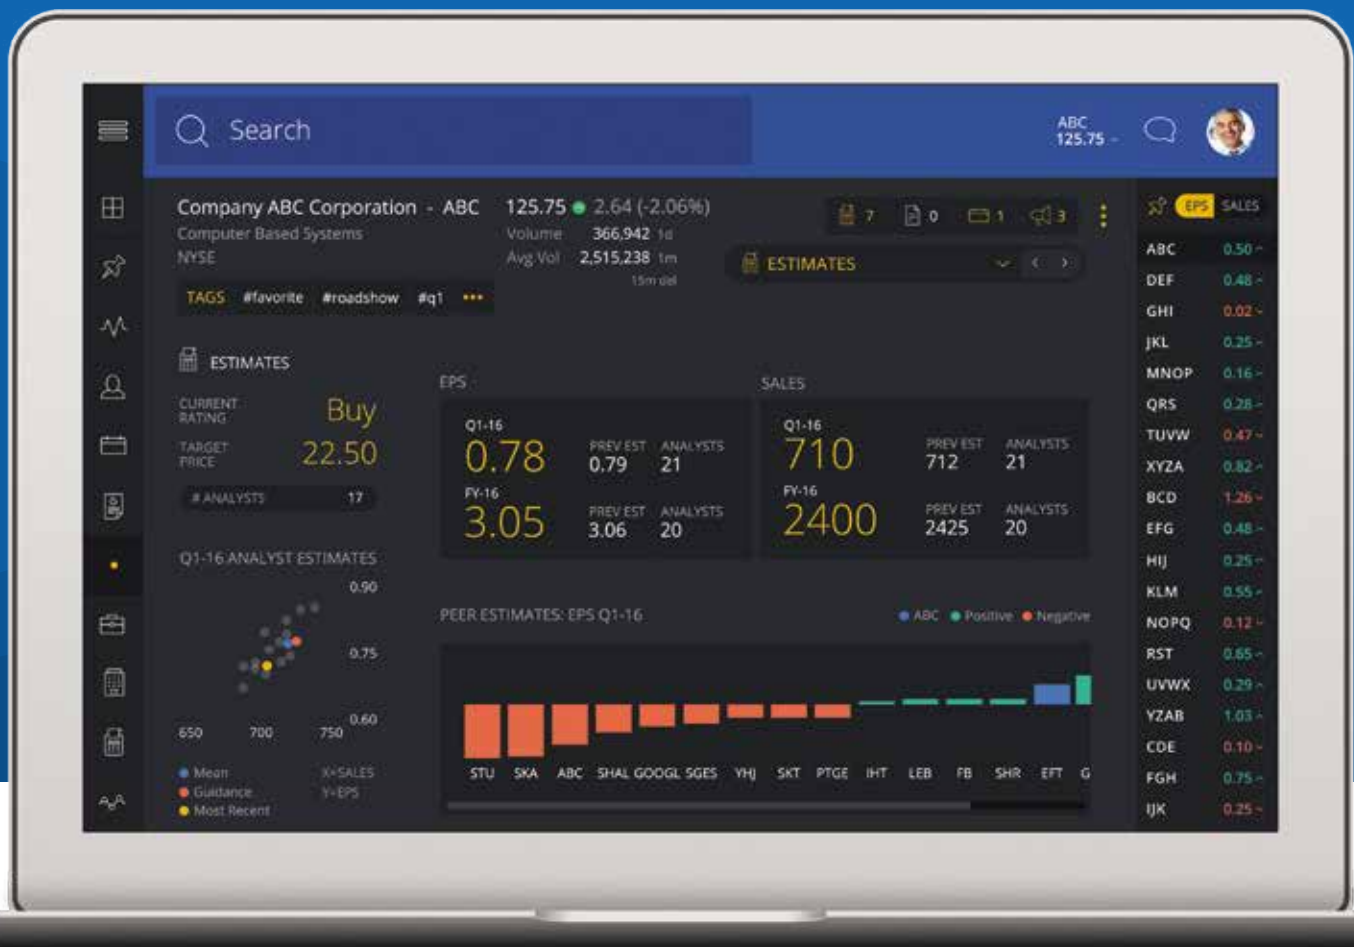 Search
ABC
125.75
Company ABC Corporation - ABC
Computer Based Systems
NYSE
125.75 2.64 (-2.06%)
Volume 366,942 1d
Avg Vol 2,515,238 1m
15m del
7 0 1 3
ESTIMATES
TAGS #favorite #roadshow #q1
ESTIMATES
CURRENT
RATING Buy
TARGET
PRICE 22.50
# ANALYSTS 17
EPS
Q1-16
0.78 PREV EST 0.79 ANALYSTS 21
FY-16
3.05 PREV EST 3.06 ANALYSTS 20
SALES
Q1-16
710 PREV EST 712 ANALYSTS 21
FY-16
2400 PREV EST 2425 ANALYSTS 20
Q1-16 ANALYST ESTIMATES
0.90
0.75
0.60
650 700 750
Mean X=SALES
Guidance Y=EPS
Most Recent
PEER ESTIMATES: EPS Q1-16
ABC Positive Negative
STU SKA ABC SHAL GOOGL SGES YHJ SKT PTGE IHT LEB FB SHR EFT G
EPS SALES
ABC 0.50
DEF 0.48
GHI 0.02
JKL 0.25
MNOP 0.16
QRS 0.28
TUVW 0.47
XYZA 0.82
BCD 1.26
EFG 0.48
HIJ 0.25
KLM 0.55
NOPQ 0.12
RST 0.65
UVWX 0.29
YZAB 1.03
CDE 0.10
FGH 0.75
IJK 0.25